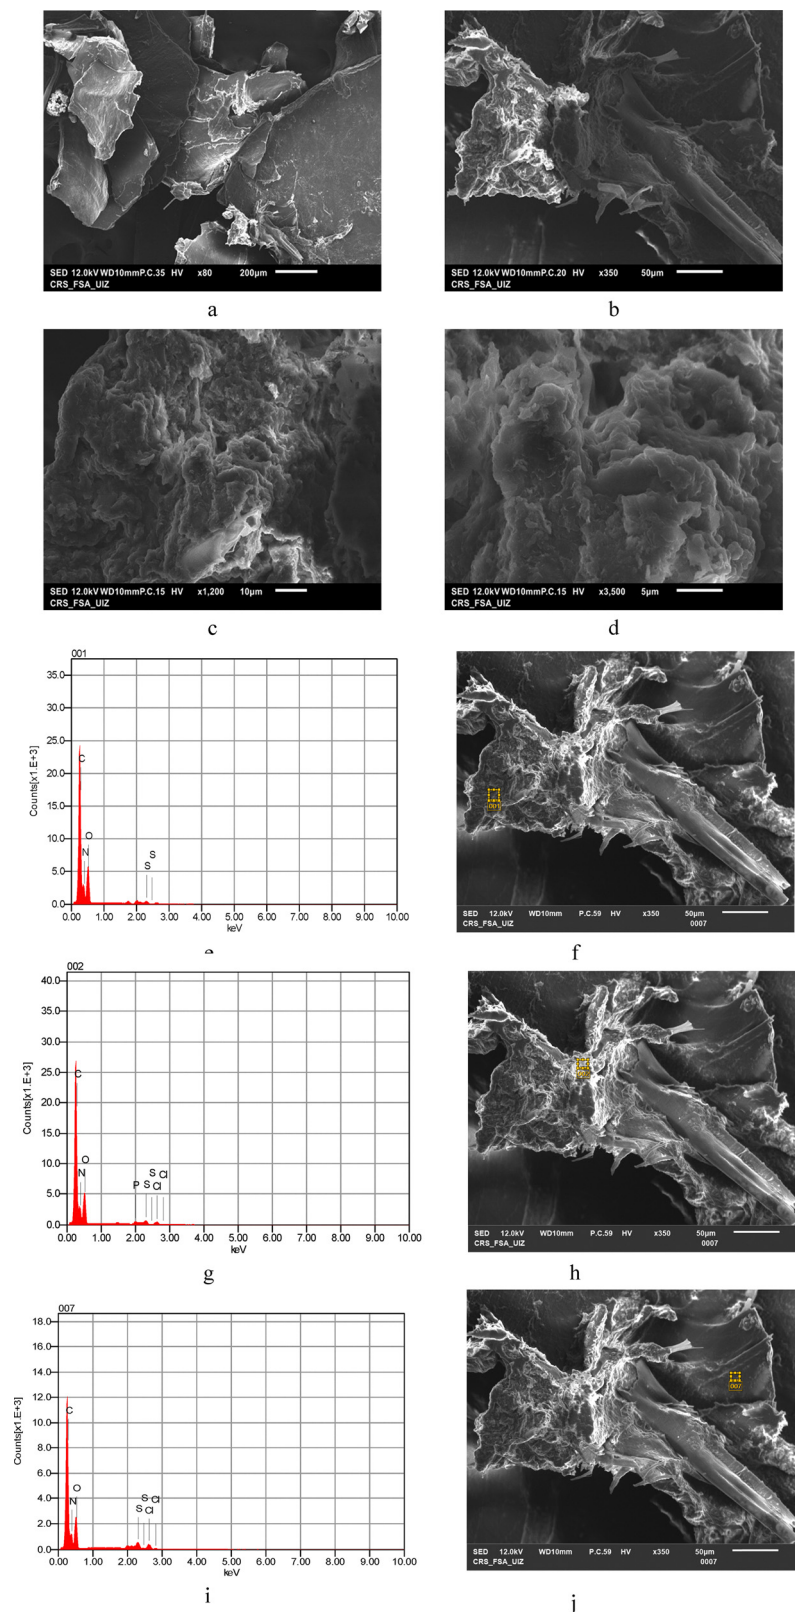 SED 12.0kV WD10mmP.C.35 HV x80 200µm
CRS_FSA_UIZ
a
SED 12.0kV WD10mmP.C.20 HV x350 50µm
CRS_FSA_UIZ
b
SED 12.0kV WD10mmP.C.15 HV x1,200 10µm
CRS_FSA_UIZ
c
SED 12.0kV WD10mmP.C.15 HV x3,500 5µm
CRS_FSA_UIZ
d
001
Counts[x1.E+3]
35.0
30.0
25.0
20.0
15.0
10.0
5.0
0.0
C
N
O
S
S
0.00 1.00 2.00 3.00 4.00 5.00 6.00 7.00 8.00 9.00 10.00
keV
e
001
SED 12.0kV WD10mm P.C.59 HV x350 50µm
CRS_FSA_UIZ 0007
f
002
Counts[x1.E+3]
40.0
35.0
30.0
25.0
20.0
15.0
10.0
5.0
0.0
C
N
O
P
S
S
Cl
Cl
0.00 1.00 2.00 3.00 4.00 5.00 6.00 7.00 8.00 9.00 10.00
keV
g
SED 12.0kV WD10mm P.C.59 HV x350 50µm
CRS_FSA_UIZ 0007
h
007
Counts[x1.E+3]
18.0
16.0
14.0
12.0
10.0
8.0
6.0
4.0
2.0
0.0
C
N
O
S
S
Cl
Cl
0.00 1.00 2.00 3.00 4.00 5.00 6.00 7.00 8.00 9.00 10.00
keV
i
007
SED 12.0kV WD10mm P.C.59 HV x350 50µm
CRS_FSA_UIZ 0007
j